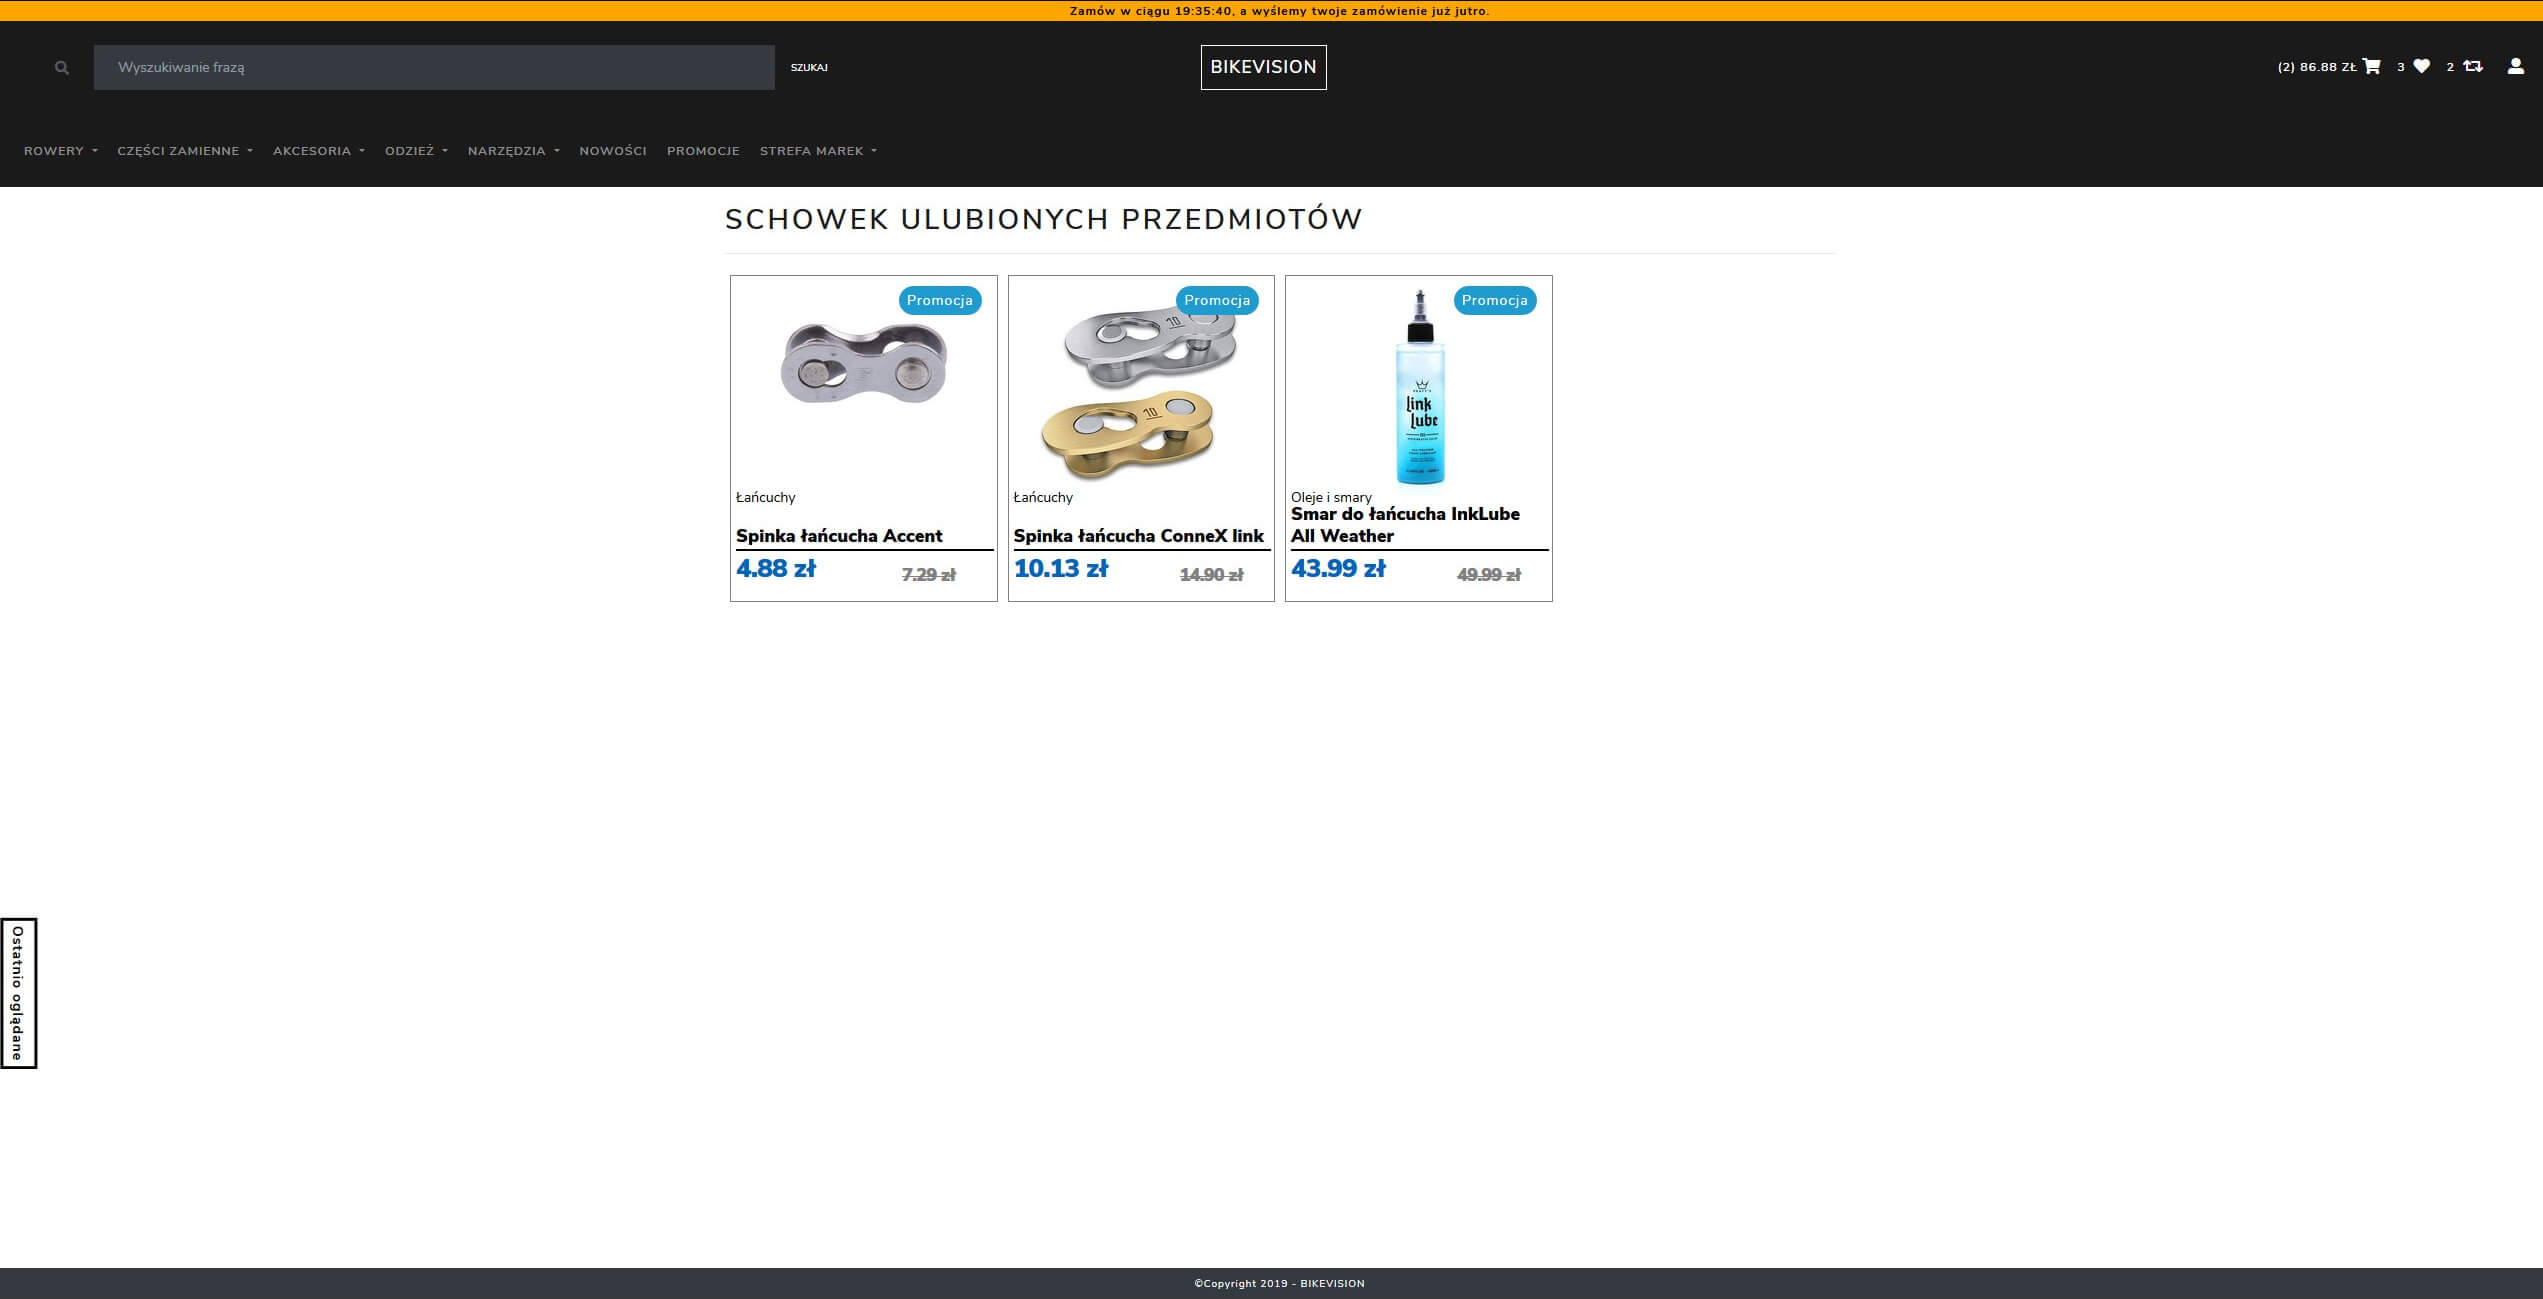 Zamów w ciągu 19:35:40, a wyślemy twoje zamówienie już jutro.
Wyszukiwanie frazą
SZUKAJ
BIKEVISION
(2) 86.88 ZŁ
3
2
ROWERY
CZĘŚCI ZAMIENNE
AKCESORIA
ODZIEŻ
NARZĘDZIA
NOWOŚCI
PROMOCJE
STREFA MAREK
SCHOWEK ULUBIONYCH PRZEDMIOTÓW
Promocja
Łańcuchy
Spinka łańcucha Accent
4.88 zł
7.29 zł
Promocja
10
10
Łańcuchy
Spinka łańcucha ConneX link
10.13 zł
14.90 zł
Promocja
Link
Lube
Oleje i smary
Smar do łańcucha InkLube
All Weather
43.99 zł
49.99 zł
Ostatnio oglądane
©Copyright 2019 - BIKEVISION